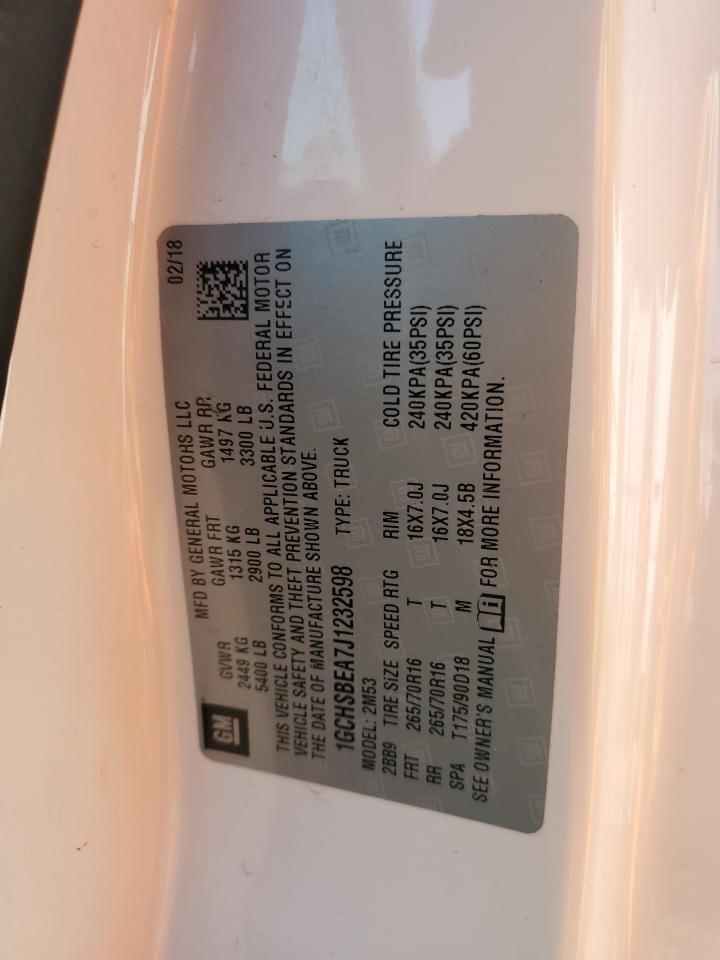 GM
MFD BY GENERAL MOTORS LLC 02/18
GVWR GAWR FRT GAWR RR.
2449 KG 1315 KG 1497 KG
5400 LB 2900 LB 3300 LB
THIS VEHICLE CONFORMS TO ALL APPLICABLE U.S. FEDERAL MOTOR
VEHICLE SAFETY AND THEFT PREVENTION STANDARDS IN EFFECT ON
THE DATE OF MANUFACTURE SHOWN ABOVE.
1GCHSBEA7J1232598 TYPE: TRUCK
MODEL: 2M53
2BB9 TIRE SIZE SPEED RTG RIM COLD TIRE PRESSURE
FRT 265/70R16 T 16X7.0J 240KPA(35PSI)
RR 265/70R16 T 16X7.0J 240KPA(35PSI)
SPA T175/90D18 M 18X4.5B 420KPA(60PSI)
SEE OWNER'S MANUAL FOR MORE INFORMATION.